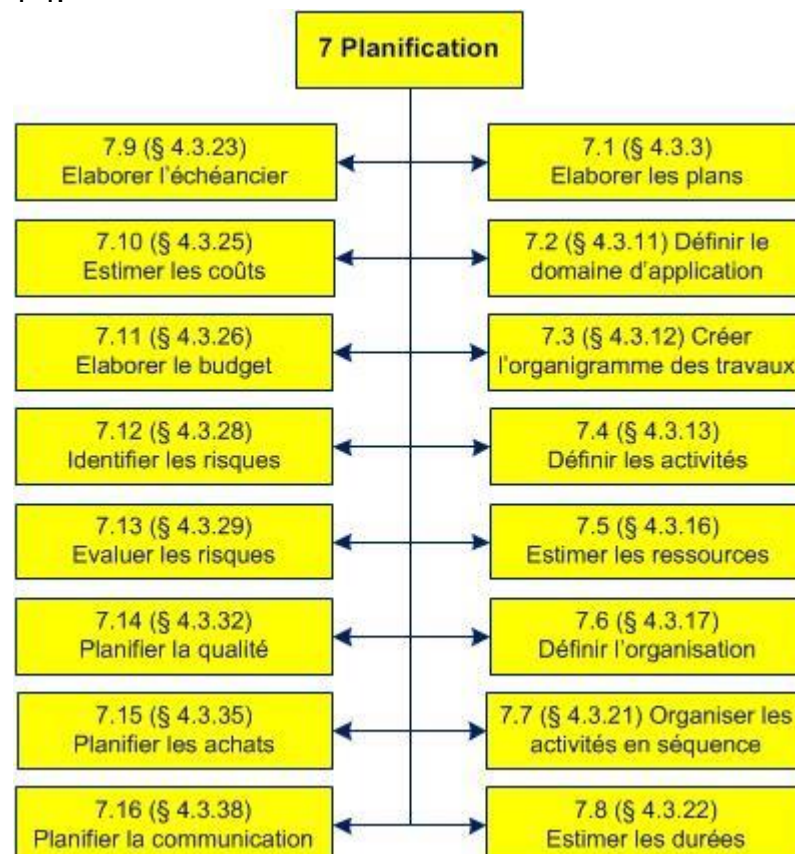 7 Planification
7.9 (§ 4.3.23)
Elaborer l'échéancier
7.1 (§ 4.3.3)
Elaborer les plans
7.10 (§ 4.3.25)
Estimer les coûts
7.2 (§ 4.3.11) Définir le
domaine d'application
7.11 (§ 4.3.26)
Elaborer le budget
7.3 (§ 4.3.12) Créer
l'organigramme des travaux
7.12 (§ 4.3.28)
Identifier les risques
7.4 (§ 4.3.13)
Définir les activités
7.13 (§ 4.3.29)
Evaluer les risques
7.5 (§ 4.3.16)
Estimer les ressources
7.14 (§ 4.3.32)
Planifier la qualité
7.6 (§ 4.3.17)
Définir l'organisation
7.15 (§ 4.3.35)
Planifier les achats
7.7 (§ 4.3.21) Organiser les
activités en séquence
7.16 (§ 4.3.38)
Planifier la communication
7.8 (§ 4.3.22)
Estimer les durées